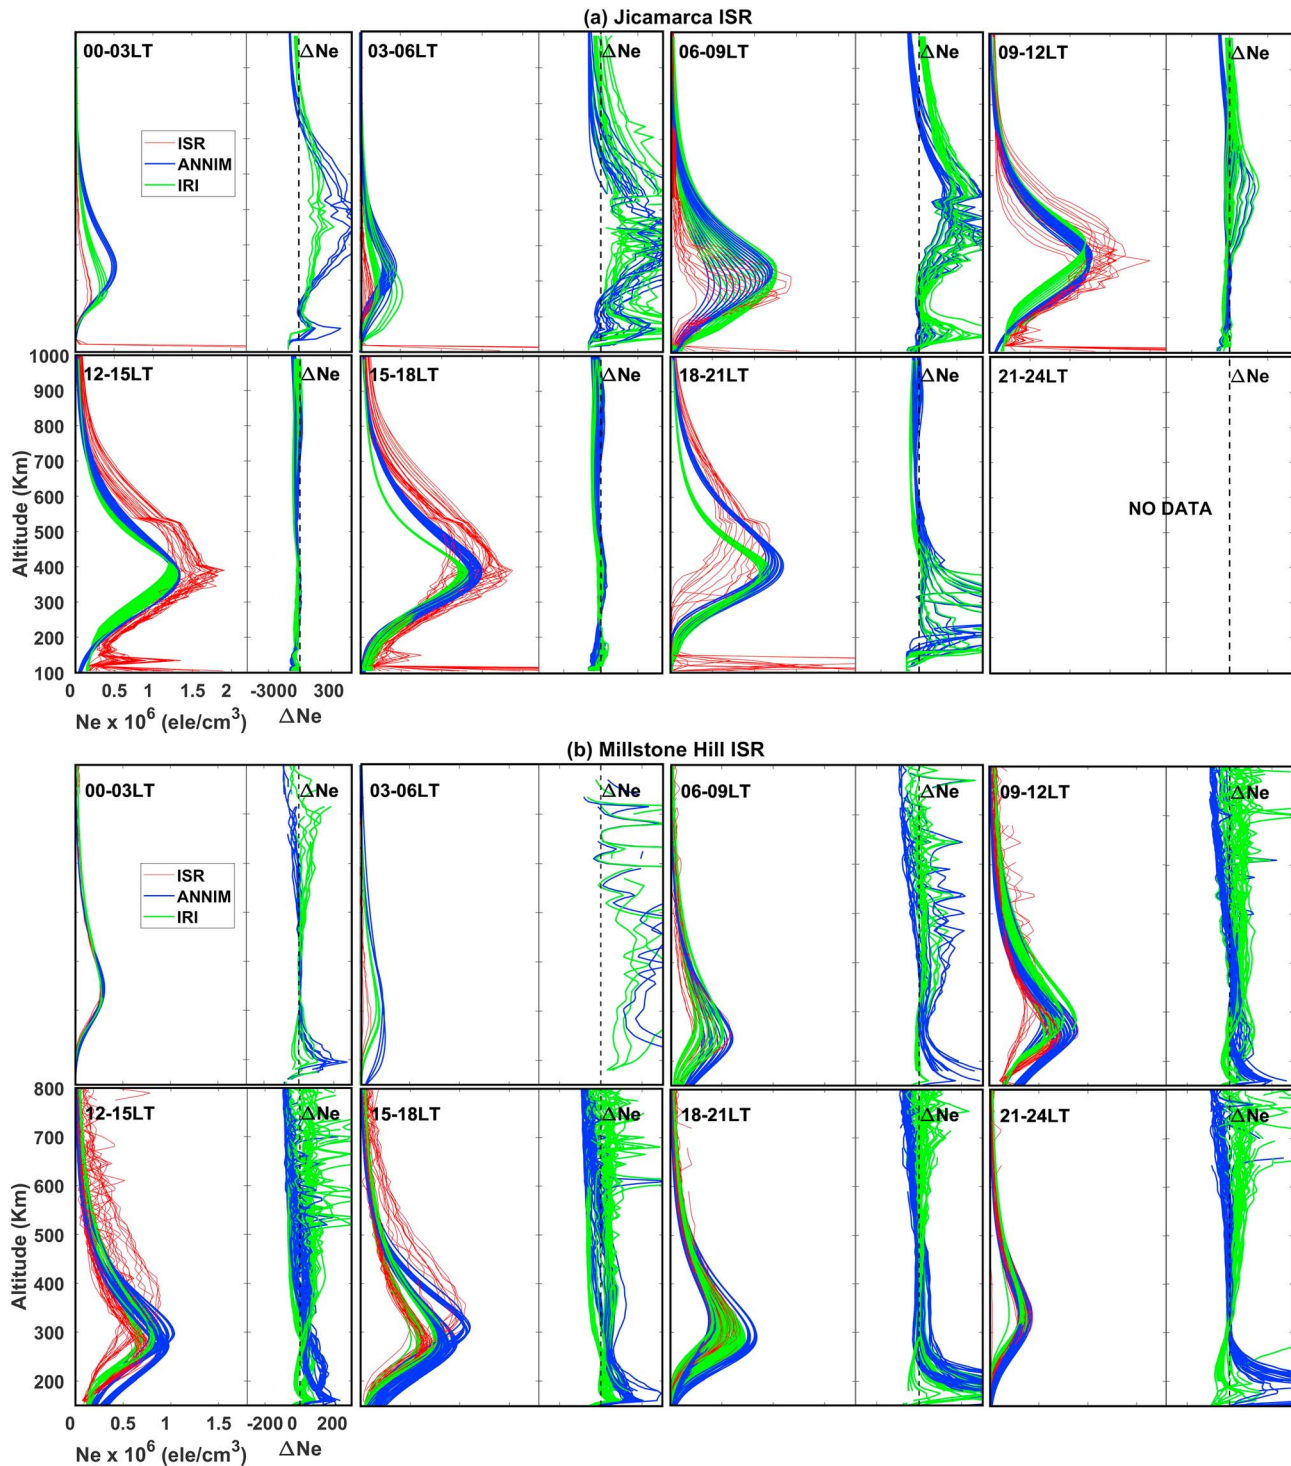 (a) Jicamarca ISR
00-03LT ΔNe 03-06LT ΔNe 06-09LT ΔNe 09-12LT ΔNe
ISR
ANNIM
IRI
1000
12-15LT ΔNe 15-18LT ΔNe 18-21LT ΔNe 21-24LT ΔNe
900
800
700
600
500
400
300
200
100
Altitude (Km)
NO DATA
0 0.5 1 1.5 2 -300 0 300
Ne x 10^6 (ele/cm^3) ΔNe
(b) Millstone Hill ISR
00-03LT ΔNe 03-06LT ΔNe 06-09LT ΔNe 09-12LT ΔNe
ISR
ANNIM
IRI
800
12-15LT ΔNe 15-18LT ΔNe 18-21LT ΔNe 21-24LT ΔNe
700
600
500
400
300
200
Altitude (Km)
0 0.5 1 1.5 -200 0 200
Ne x 10^6 (ele/cm^3) ΔNe